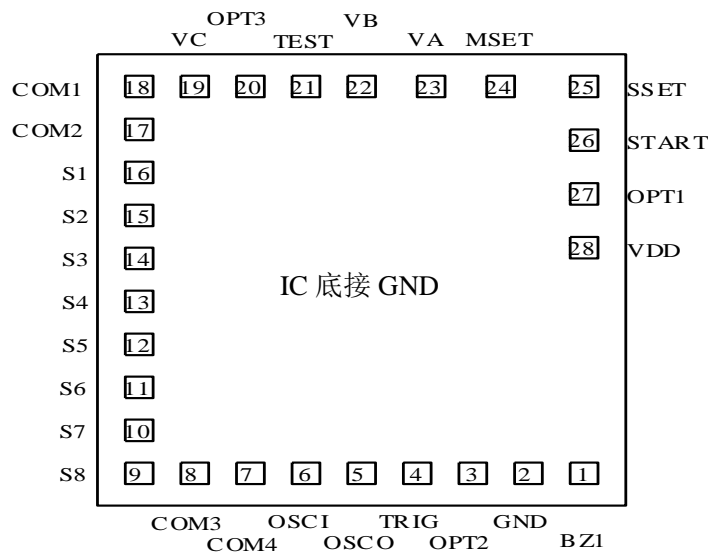 OPT3 VB
VC TEST VA MSET
COM1 18 19 20 21 22 23 24 25 SSET
COM2 17 26 START
S1 16
S2 15 27 OPT1
S3 14 28 VDD
IC 底接 GND
S4 13
S5 12
S6 11
S7 10
S8 9 8 7 6 5 4 3 2 1
COM3 OSCI TRIG GND
COM4 OSCO OPT2 BZ1